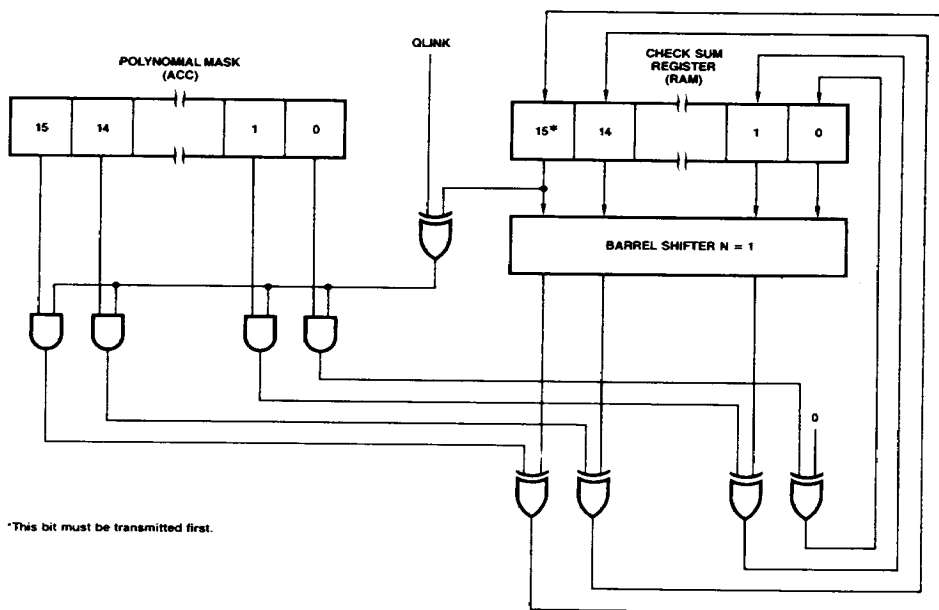 QLINK
POLYNOMIAL MASK
(ACC)
CHECK SUM
REGISTER
(RAM)
15 14 1 0
15* 14 1 0
BARREL SHIFTER N = 1
0
*This bit must be transmitted first.